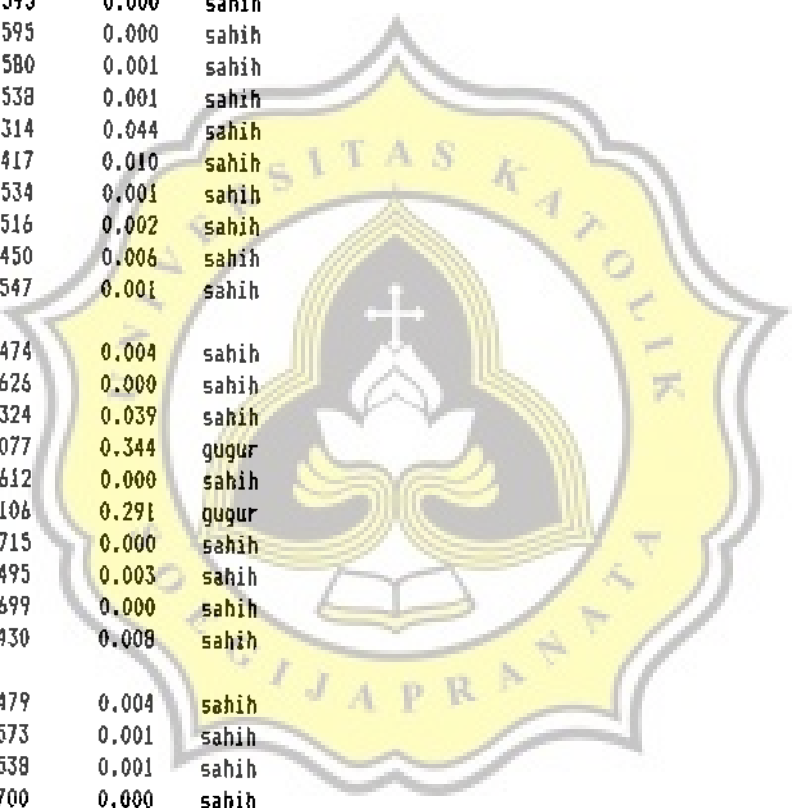 595 0.000 sahih
595 0.000 sahih
580 0.001 sahih
538 0.001 sahih
314 0.044 sahih
417 0.010 sahih
534 0.001 sahih
516 0.002 sahih
450 0.006 sahih
547 0.001 sahih
474 0.004 sahih
626 0.000 sahih
324 0.039 sahih
077 0.344 gugur
612 0.000 sahih
106 0.291 gugur
715 0.000 sahih
495 0.003 sahih
699 0.000 sahih
430 0.008 sahih
479 0.004 sahih
573 0.001 sahih
538 0.001 sahih
700 0.000 sahih
UNIVERSITAS KATOLIK
SOEGIJAPRANATA